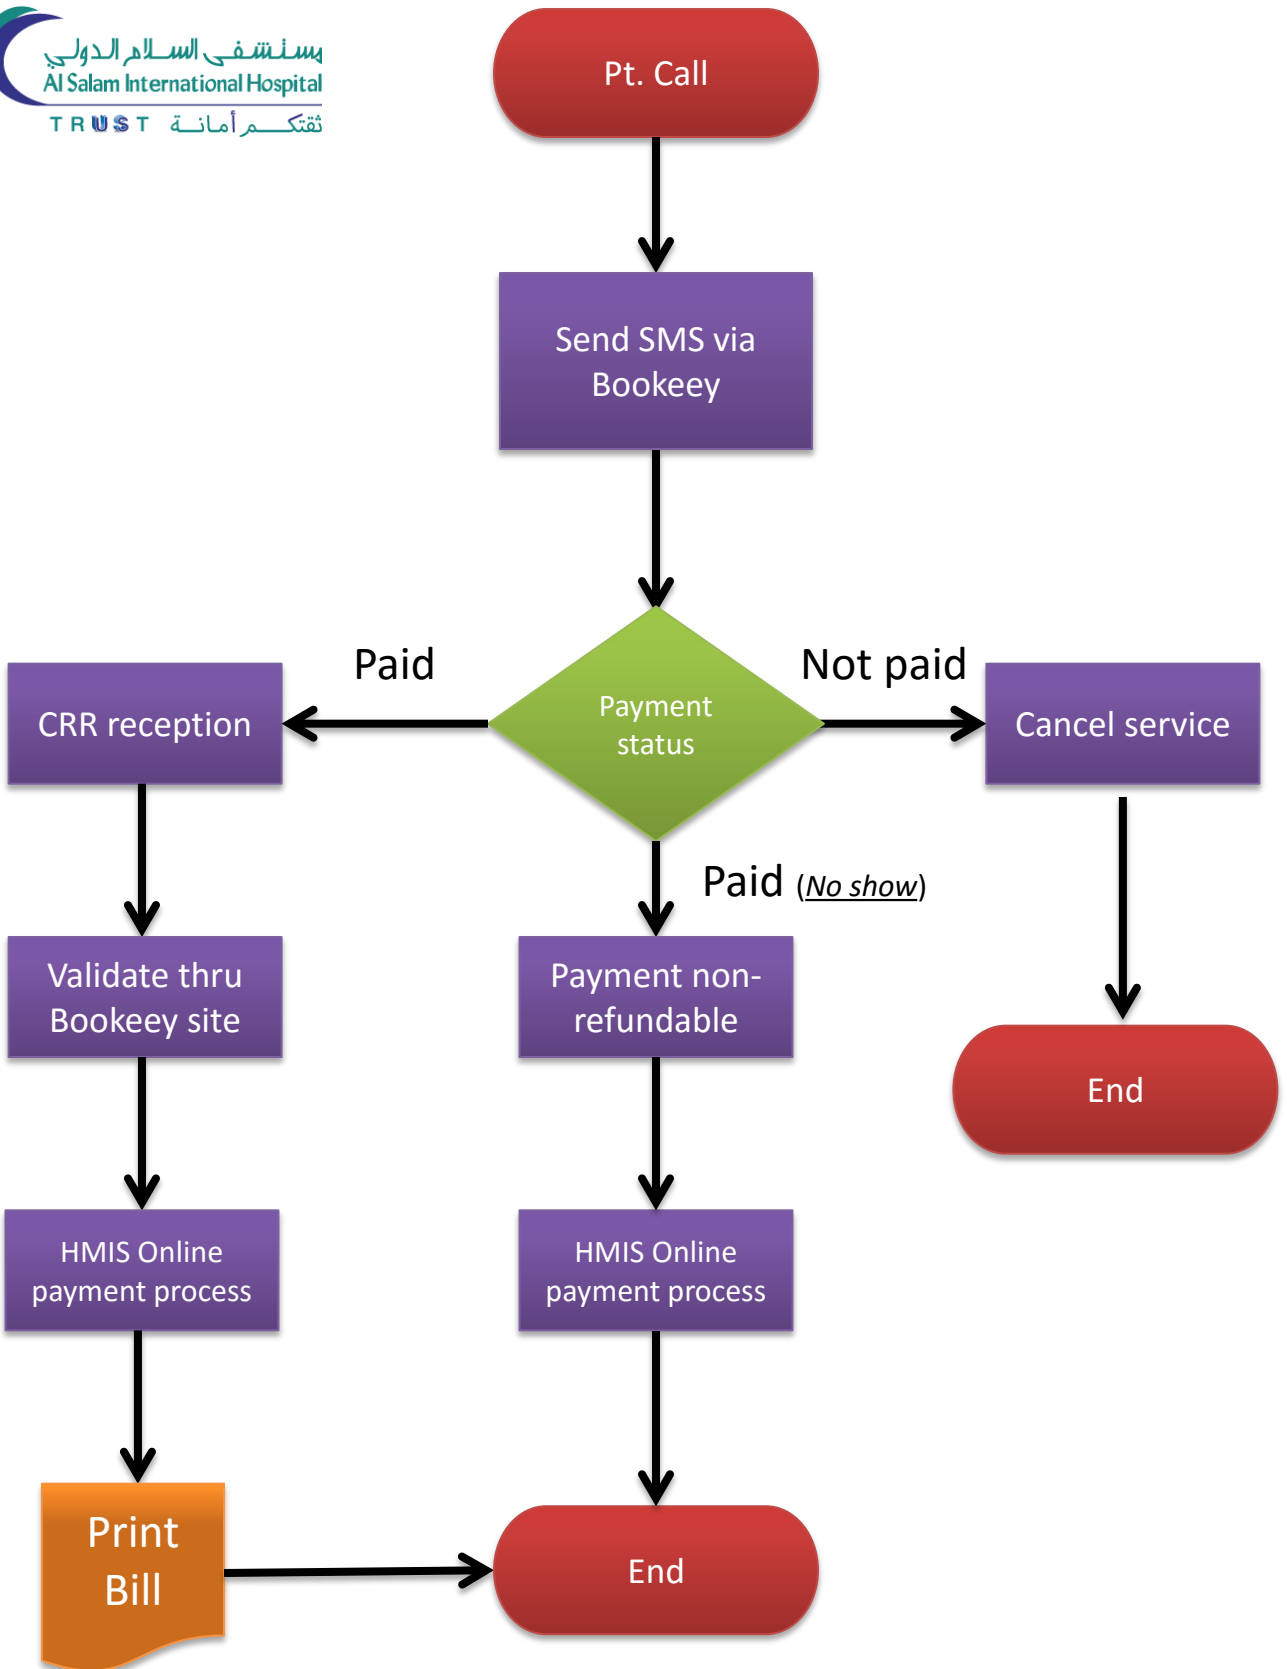 مستشفى السلام الدولي
Al Salam International Hospital
TRUST ثقتكم أمانة
Pt. Call
Send SMS via
Bookeey
Paid
Not paid
CRR reception
Payment
status
Cancel service
Paid (No show)
Validate thru
Bookeey site
Payment non-
refundable
End
HMIS Online
payment process
HMIS Online
payment process
Print
Bill
End